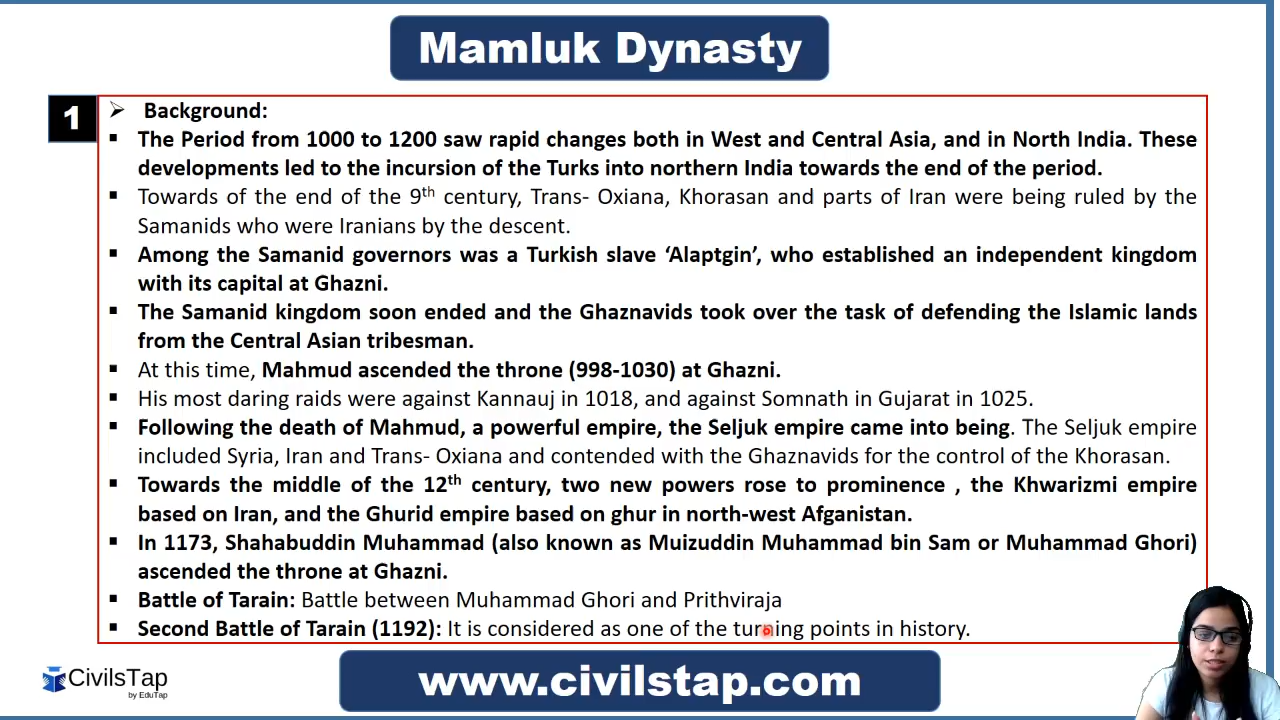 Mamluk Dynasty
1
➢ Background:
▪ The Period from 1000 to 1200 saw rapid changes both in West and Central Asia, and in North India. These
developments led to the incursion of the Turks into northern India towards the end of the period.
▪ Towards of the end of the 9th century, Trans- Oxiana, Khorasan and parts of Iran were being ruled by the
Samanids who were Iranians by the descent.
▪ Among the Samanid governors was a Turkish slave ‘Alaptgin’, who established an independent kingdom
with its capital at Ghazni.
▪ The Samanid kingdom soon ended and the Ghaznavids took over the task of defending the Islamic lands
from the Central Asian tribesman.
▪ At this time, Mahmud ascended the throne (998-1030) at Ghazni.
▪ His most daring raids were against Kannauj in 1018, and against Somnath in Gujarat in 1025.
▪ Following the death of Mahmud, a powerful empire, the Seljuk empire came into being. The Seljuk empire
included Syria, Iran and Trans- Oxiana and contended with the Ghaznavids for the control of the Khorasan.
▪ Towards the middle of the 12th century, two new powers rose to prominence , the Khwarizmi empire
based on Iran, and the Ghurid empire based on ghur in north-west Afganistan.
▪ In 1173, Shahabuddin Muhammad (also known as Muizuddin Muhammad bin Sam or Muhammad Ghori)
ascended the throne at Ghazni.
▪ Battle of Tarain: Battle between Muhammad Ghori and Prithviraja
▪ Second Battle of Tarain (1192): It is considered as one of the turning points in history.
CivilsTap
by EduTap
www.civilstap.com